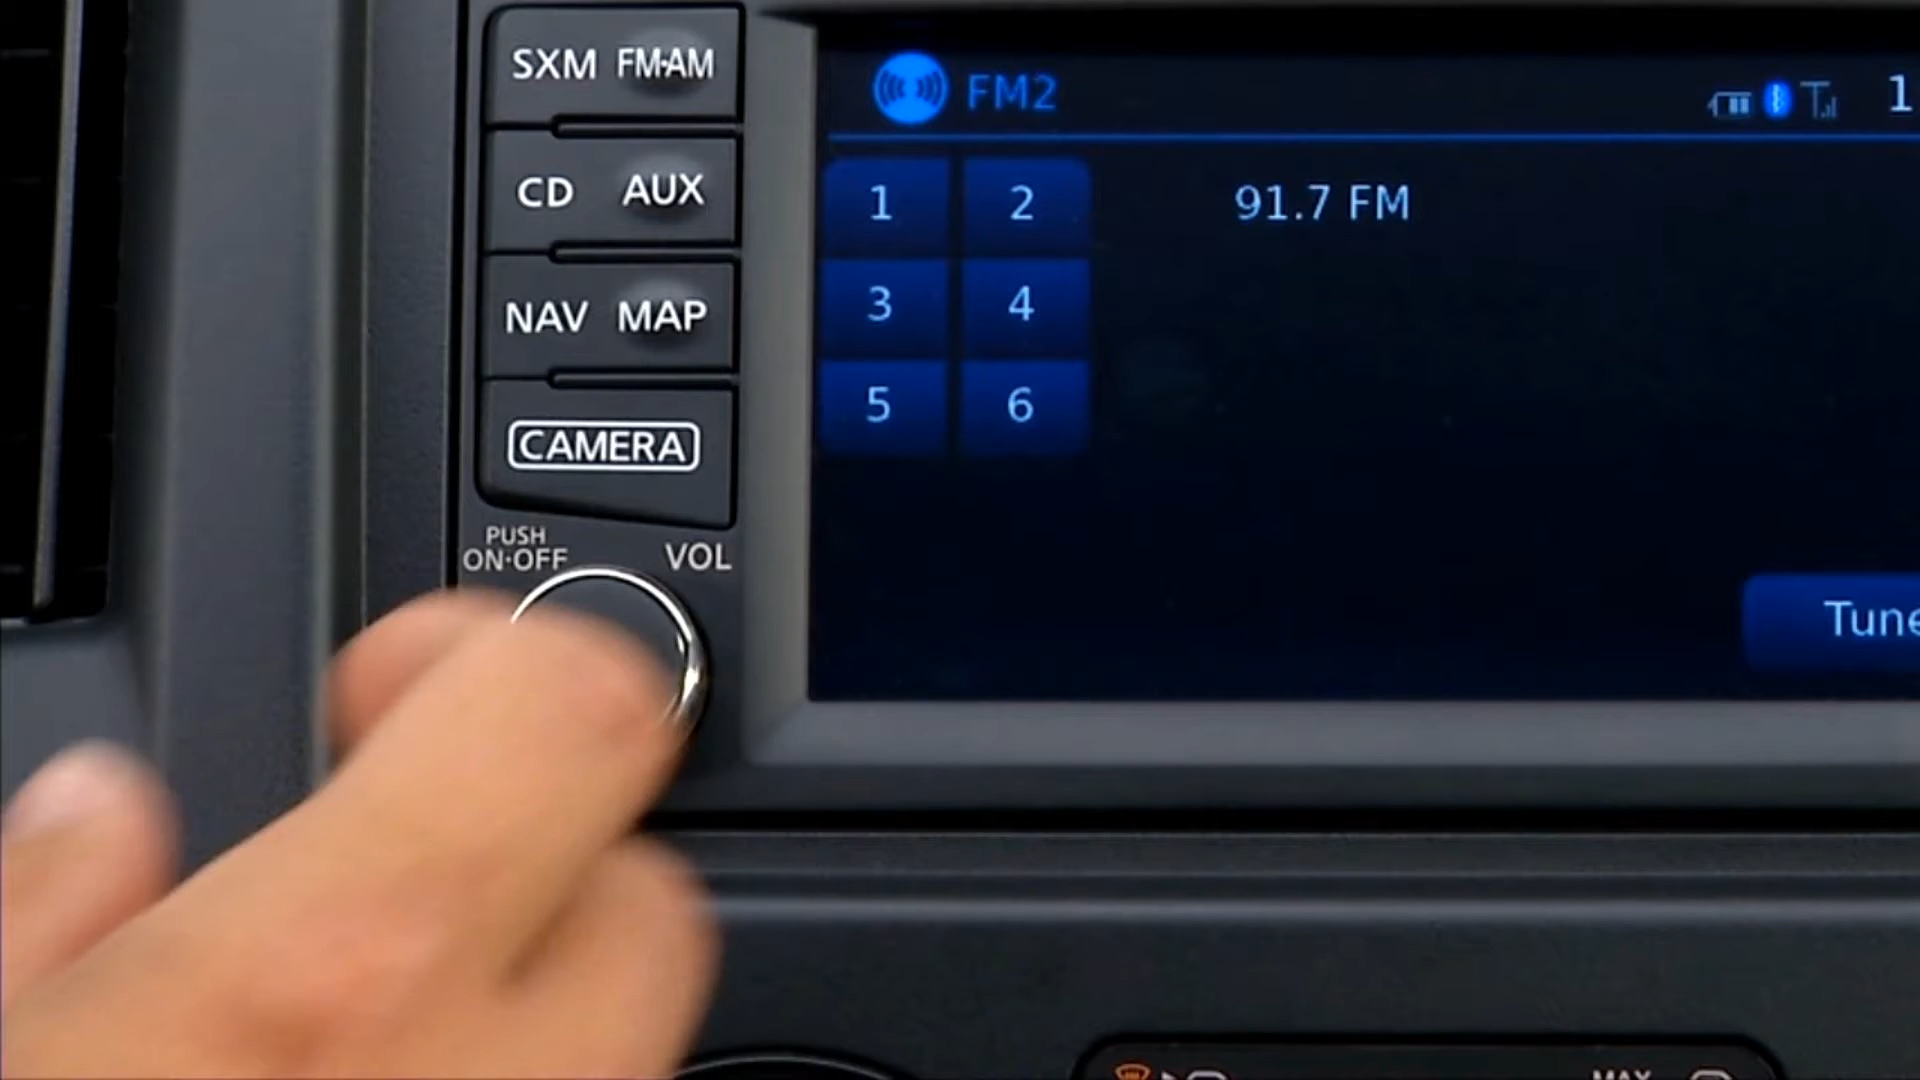 SXM FM·AM
CD AUX
NAV MAP
CAMERA
PUSH
ON·OFF
VOL
FM2
1
1 2
91.7 FM
3 4
5 6
Tune
MAX